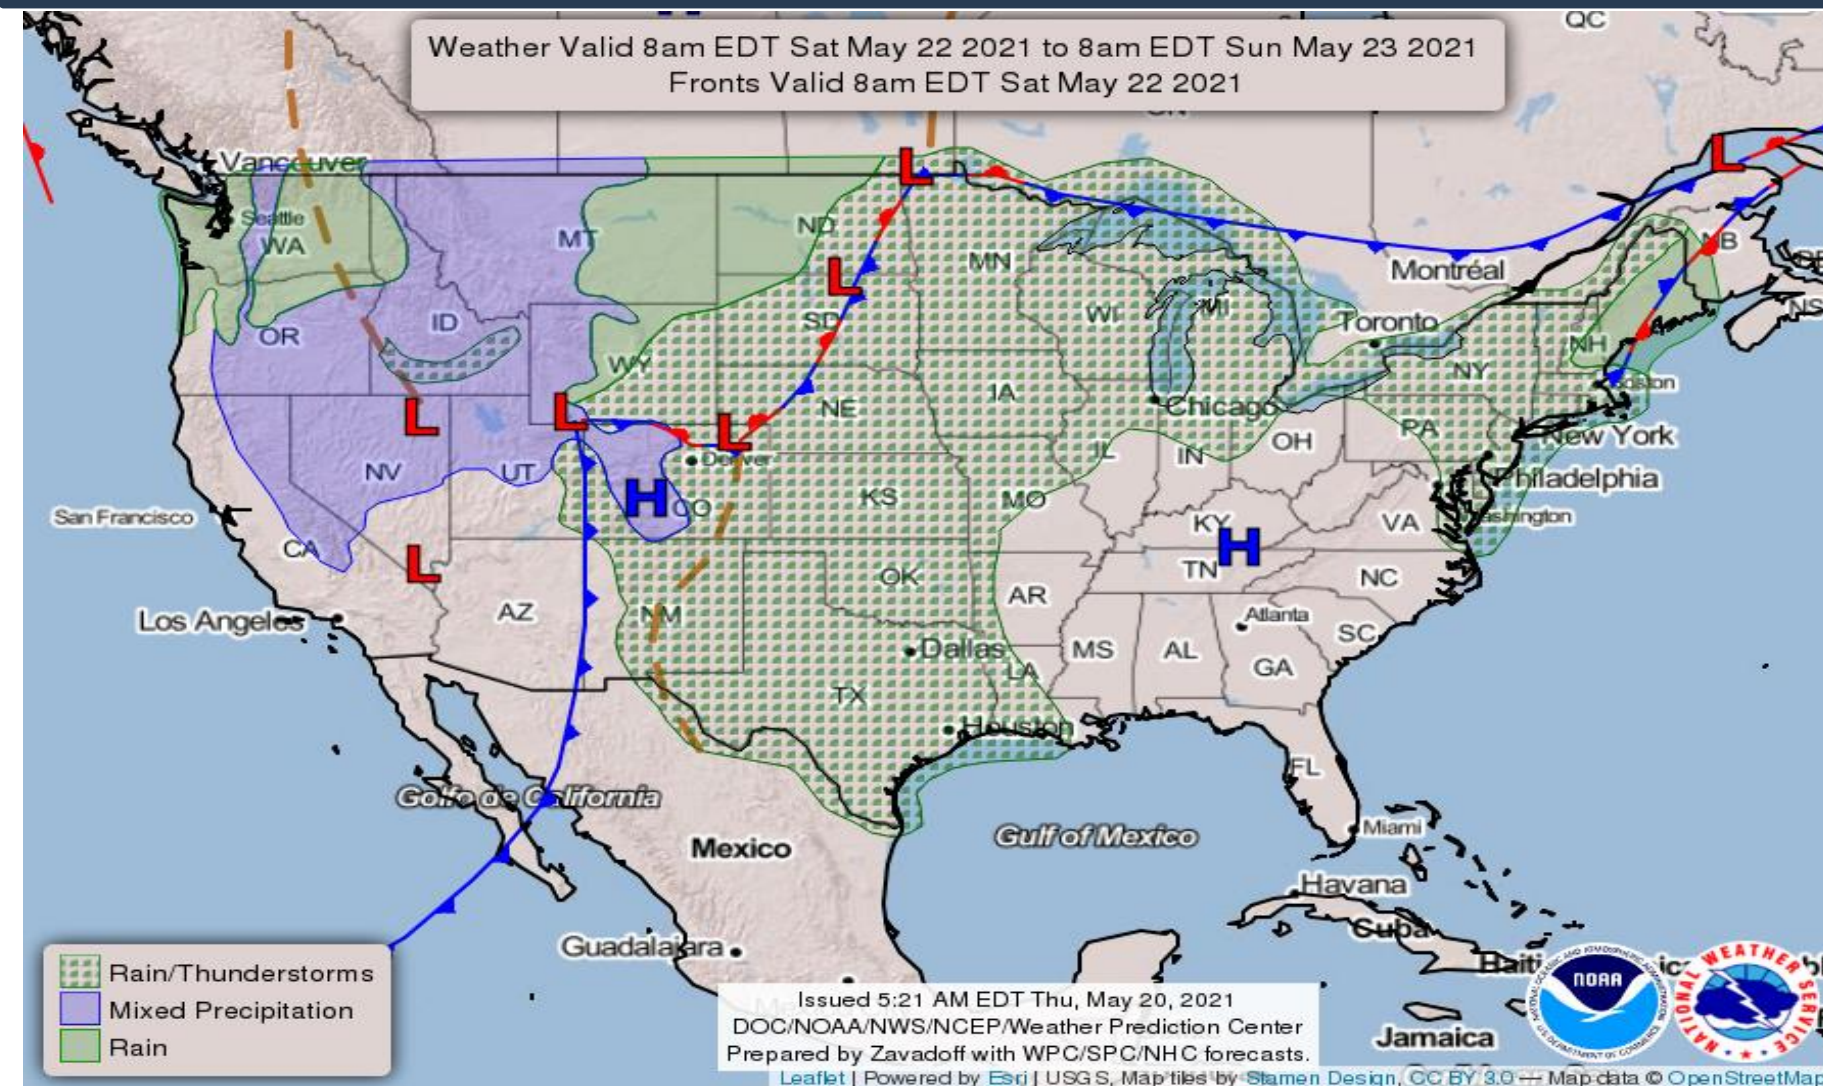 Weather Valid 8am EDT Sat May 22 2021 to 8am EDT Sun May 23 2021
Fronts Valid 8am EDT Sat May 22 2021
QC
Vancouver
Seattle
WA
MT
ND
MN
NB
Montréal
OR
ID
SD
WI
MI
Toronto
NS
WY
NH
NY
Boston
IA
NE
Chicago
PA
New York
NV
UT
Denver
IL
IN
OH
Philadelphia
San Francisco
CO
KS
MO
KY
VA
CA
TN
NC
OK
AR
Los Angeles
AZ
NM
Atlanta
SC
Dallas
MS
AL
GA
LA
TX
Houston
FL
Golfo de California
Mexico
Gulf of Mexico
Miami
Havana
Cuba
Guadalajara
Haiti
Jamaica
L
L
L
L
L
L
L
H
H
Rain/Thunderstorms
Mixed Precipitation
Rain
Issued 5:21 AM EDT Thu, May 20, 2021
DOC/NOAA/NWS/NCEP/Weather Prediction Center
Prepared by Zavadoff with WPC/SPC/NHC forecasts.
NOAA
NATIONAL WEATHER SERVICE
Leaflet | Powered by Esri | USGS, Map tiles by Stamen Design, CC BY 3.0 — Map data © OpenStreetMap